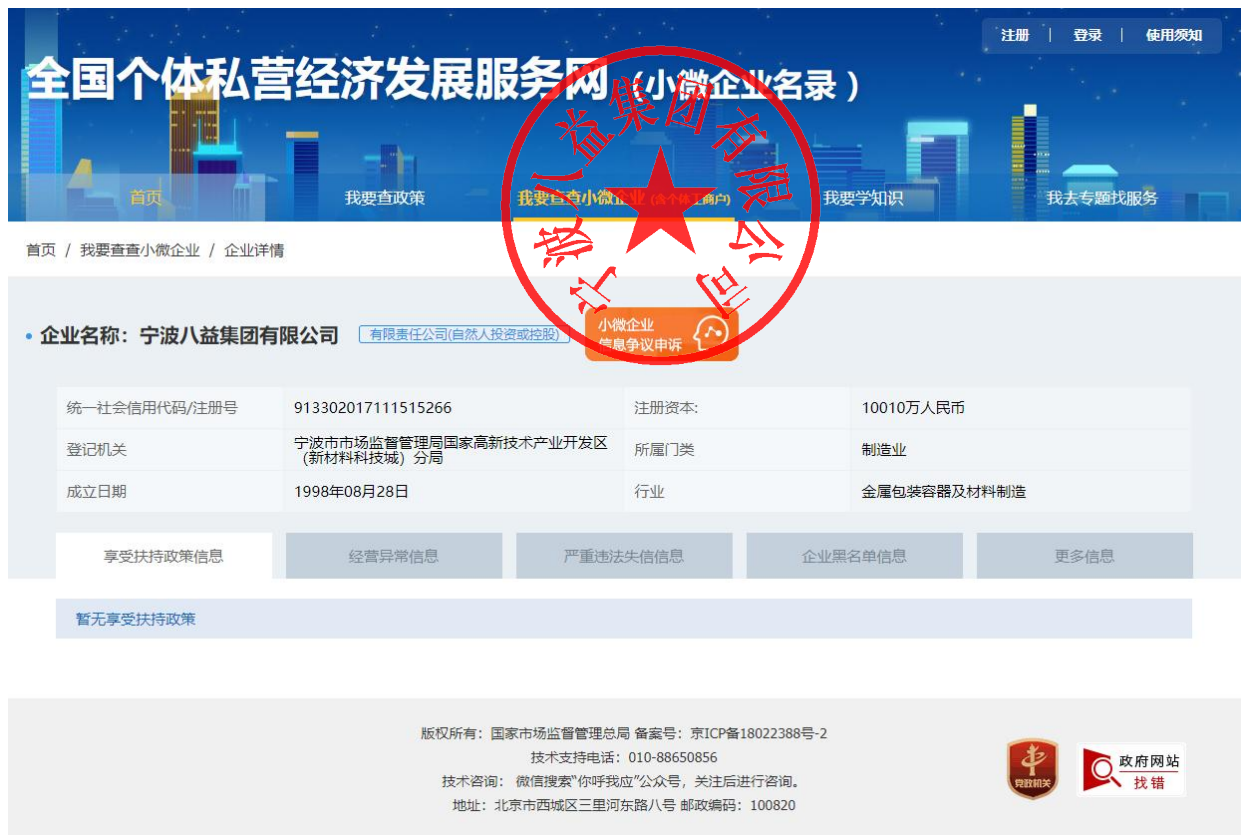 注册 | 登录 | 使用须知
全国个体私营经济发展服务网（小微企业名录）
首页 我要查政策 我要查查小微企业 (含个体工商户) 我要学知识 我去专题找服务
宁波八益集团有限公司
首页 / 我要查查小微企业 / 企业详情
• 企业名称：宁波八益集团有限公司 有限责任公司(自然人投资或控股)
小微企业
信息争议申诉
统一社会信用代码/注册号 913302017111515266 注册资本: 10010万人民币
登记机关 宁波市市场监督管理局国家高新技术产业开发区
（新材料科技城）分局 所属门类 制造业
成立日期 1998年08月28日 行业 金属包装容器及材料制造
享受扶持政策信息 经营异常信息 严重违法失信信息 企业黑名单信息 更多信息
暂无享受扶持政策
版权所有：国家市场监督管理总局 备案号：京ICP备18022388号-2
技术支持电话：010-88650856
技术咨询： 微信搜索“你呼我应”公众号，关注后进行咨询。
地址：北京市西城区三里河东路八号 邮政编码：100820
党政机关
政府网站
找错